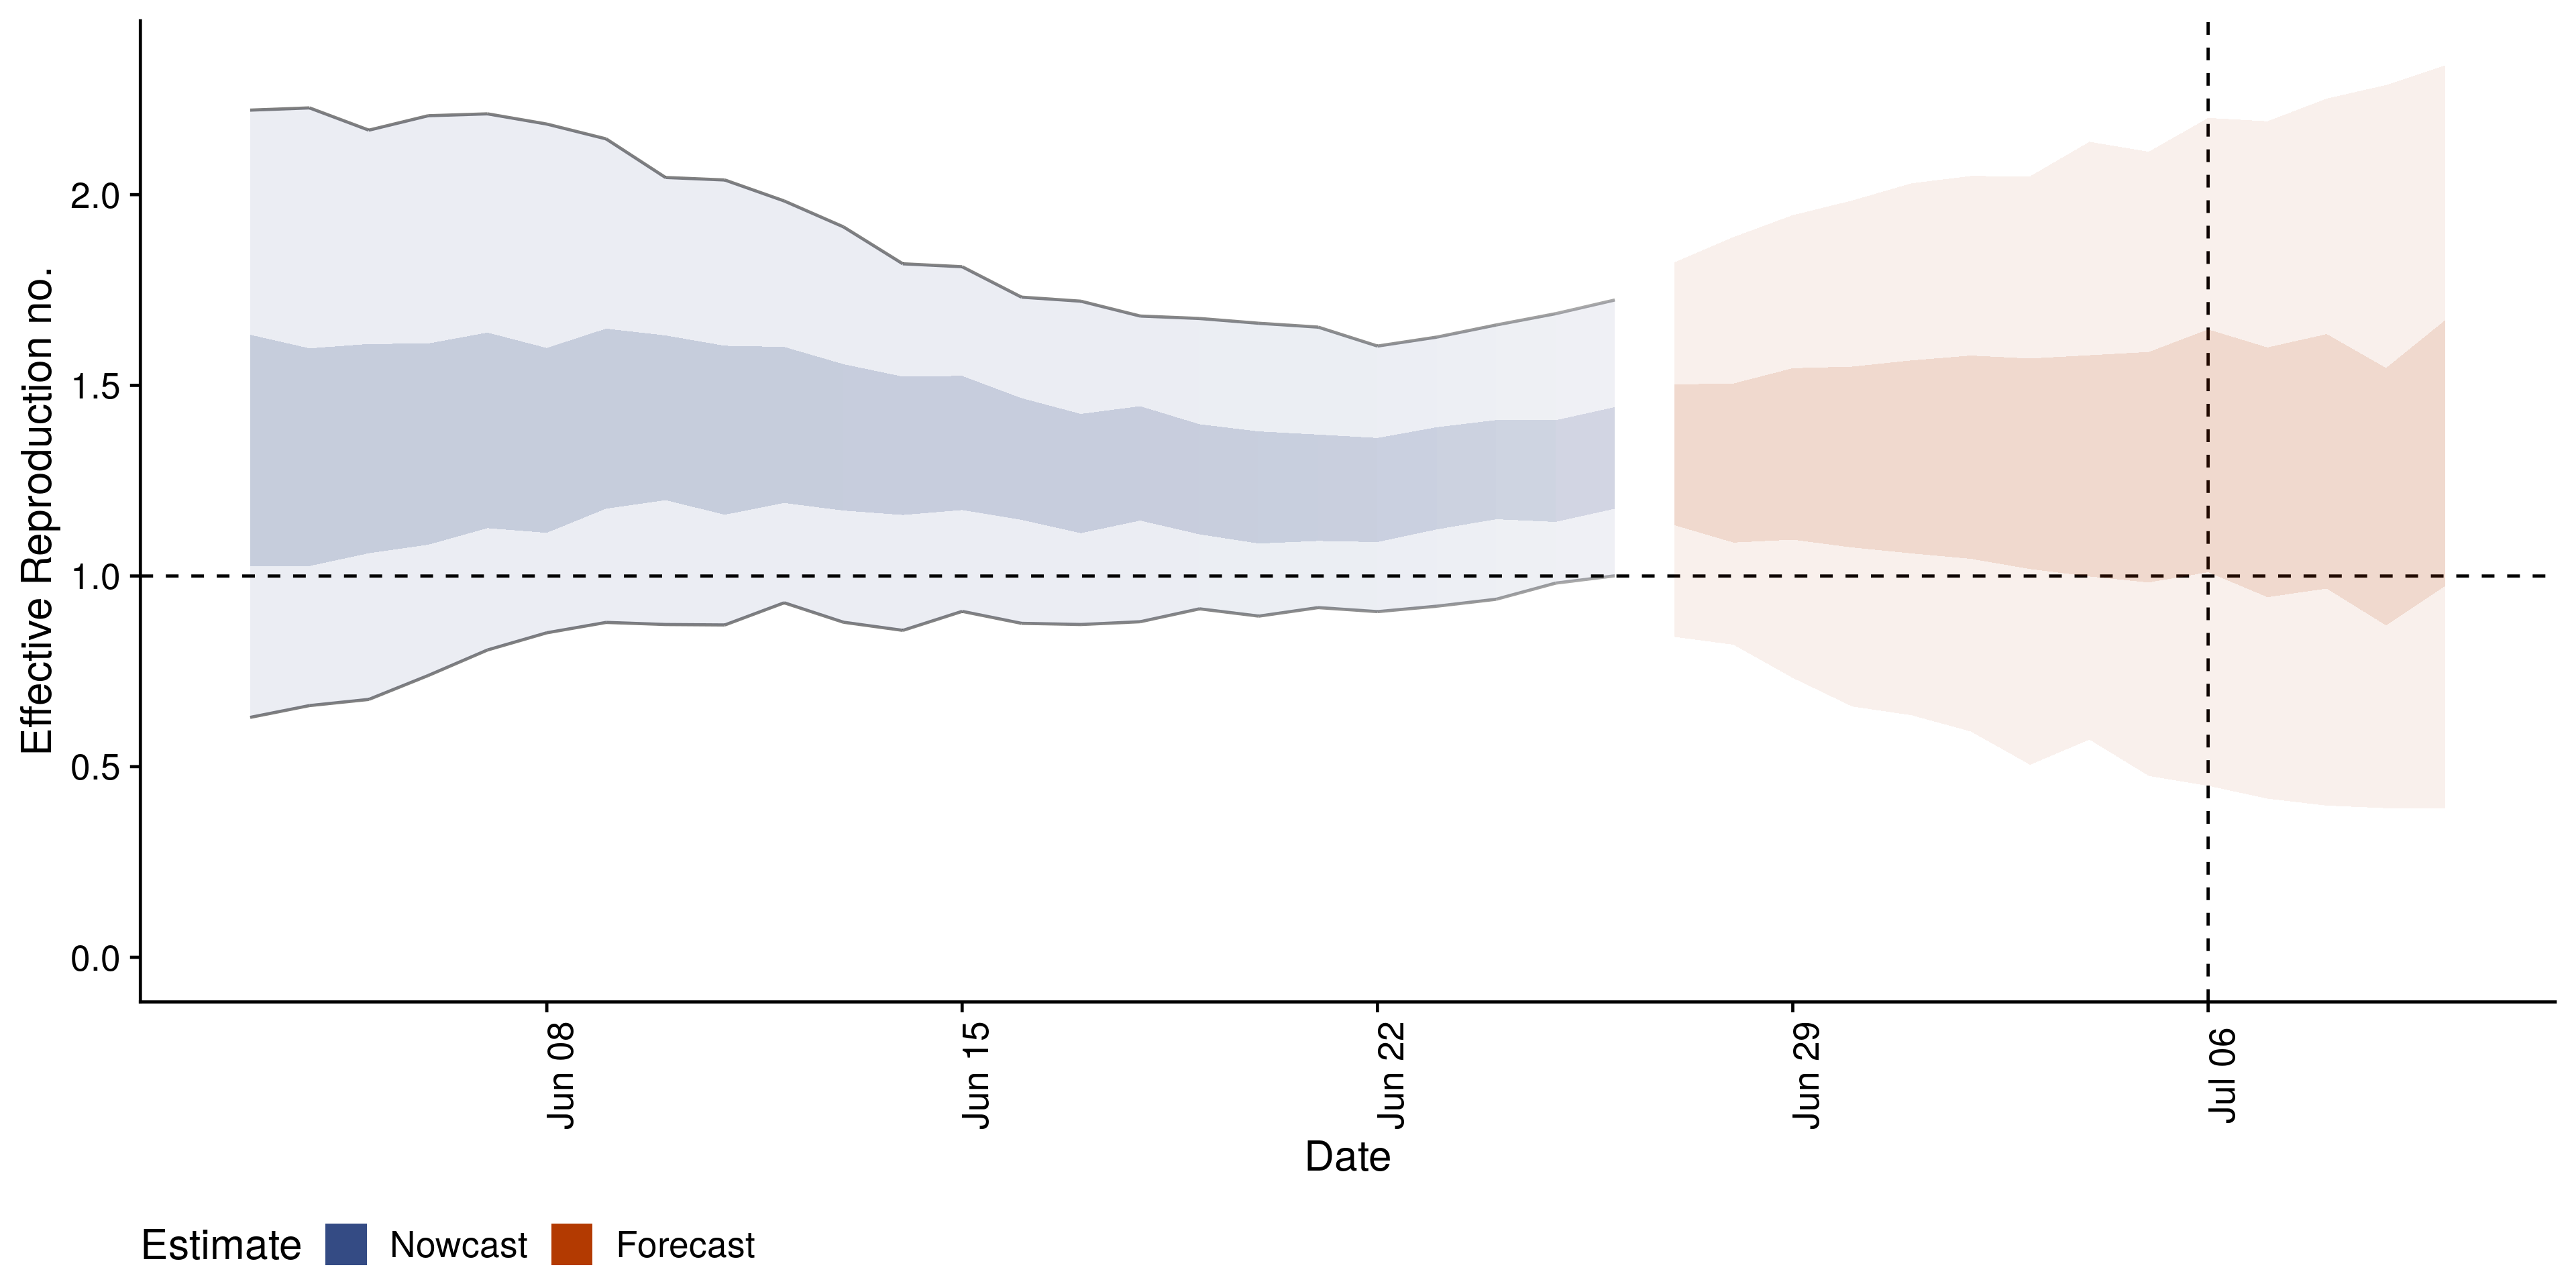 Effective Reproduction no.
2.0
1.5
1.0
0.5
0.0
Jun 08
Jun 15
Jun 22
Jun 29
Jul 06
Date
Estimate Nowcast Forecast